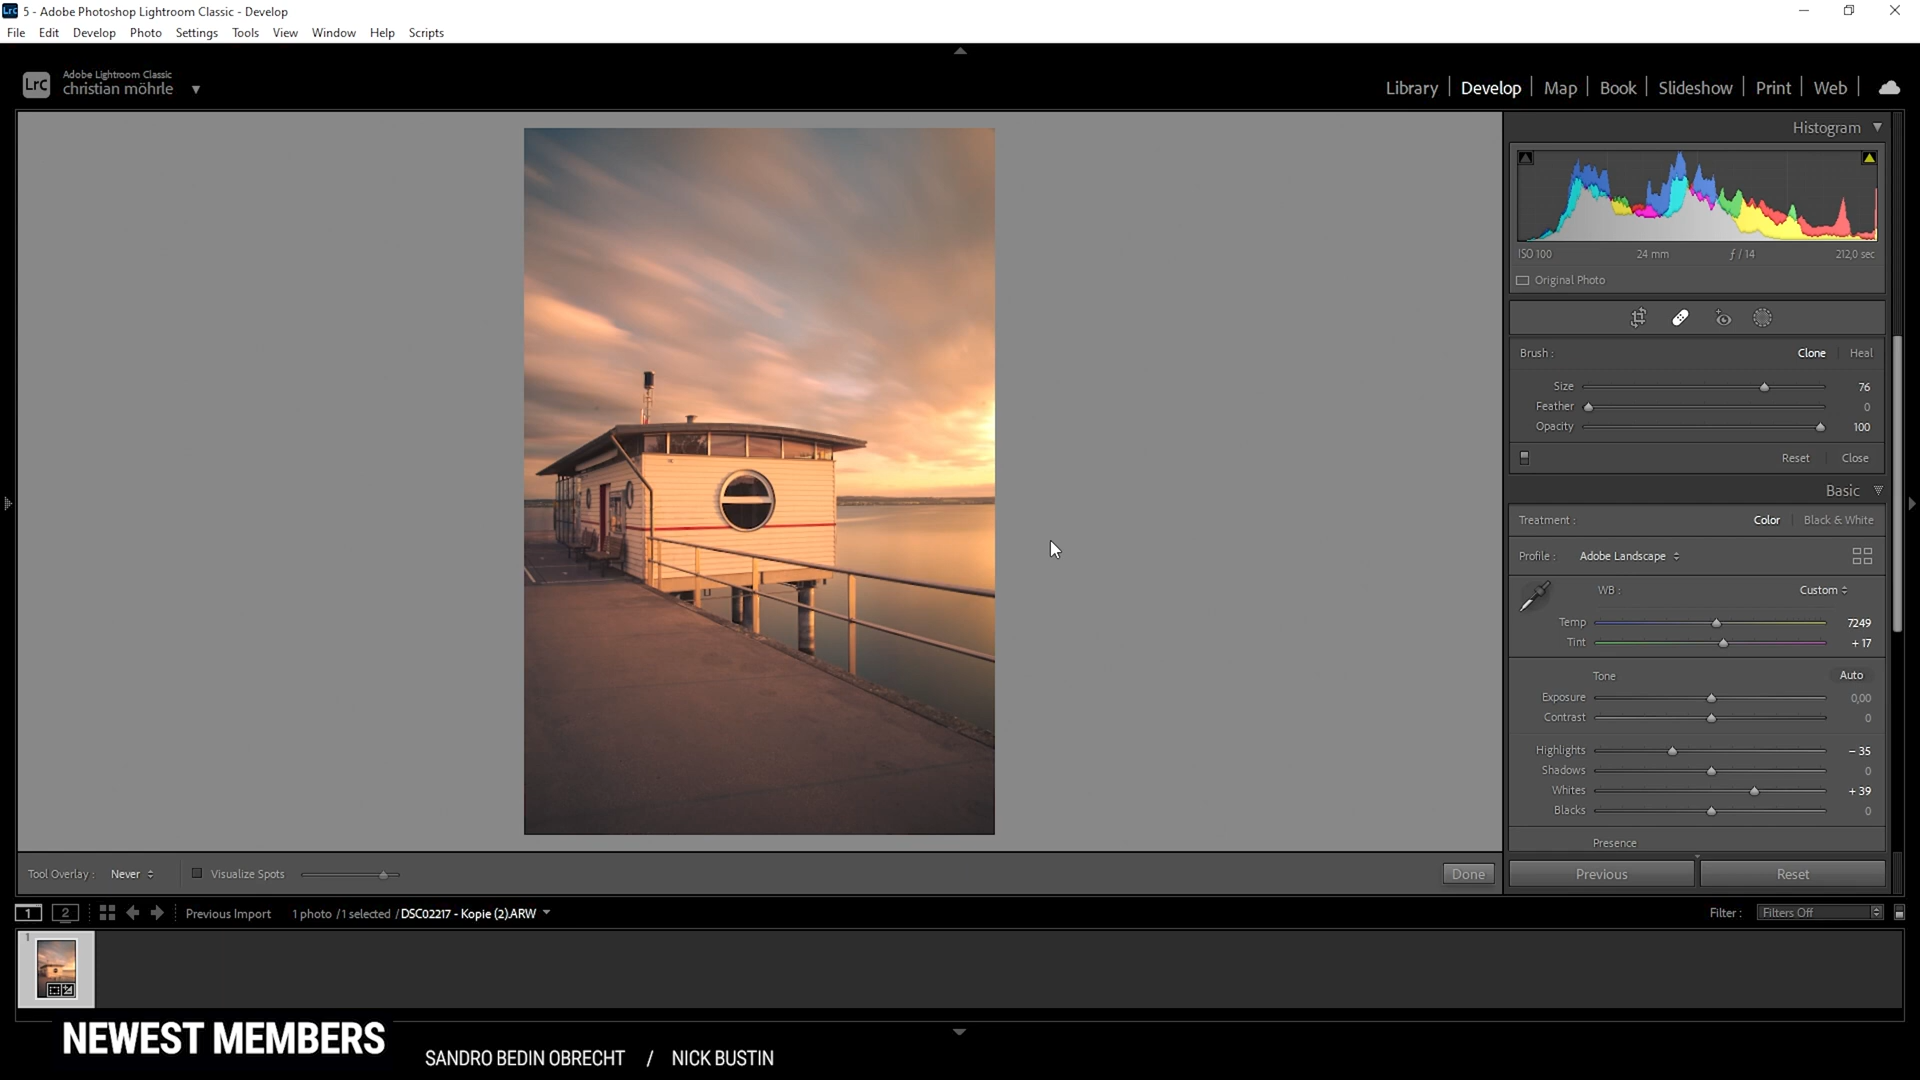 Lrc 5 - Adobe Photoshop Lightroom Classic - Develop
File Edit Develop Photo Settings Tools View Window Help Scripts
LrC Adobe Lightroom Classic
christian möhrle
Library Develop Map Book Slideshow Print Web
Histogram
ISO 100 24 mm ƒ / 14 212,0 sec
Original Photo
Brush : Clone Heal
Size 76
Feather 0
Opacity 100
Reset Close
Basic
Treatment : Color Black & White
Profile : Adobe Landscape
WB : Custom
Temp 7249
Tint + 17
Tone Auto
Exposure 0,00
Contrast 0
Highlights – 35
Shadows 0
Whites + 39
Blacks 0
Presence
Tool Overlay : Never Visualize Spots Done
Previous Reset
1 2 Previous Import 1 photo / 1 selected / DSC02217 - Kopie (2).ARW Filter : Filters Off
1
NEWEST MEMBERS
SANDRO BEDIN OBRECHT / NICK BUSTIN